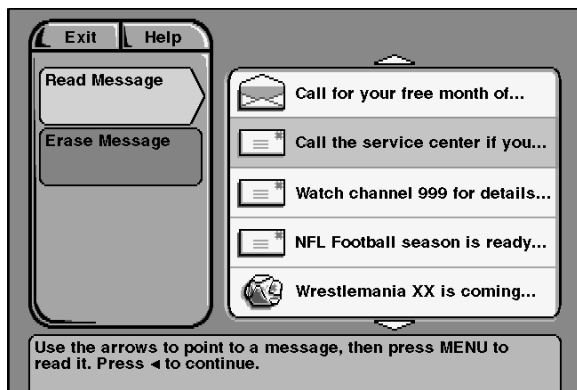 Exit Help
Read Message
Erase Message
Call for your free month of...
Call the service center if you...
Watch channel 999 for details...
NFL Football season is ready...
Wrestlemania XX is coming...
Use the arrows to point to a message, then press MENU to
read it. Press ◄ to continue.